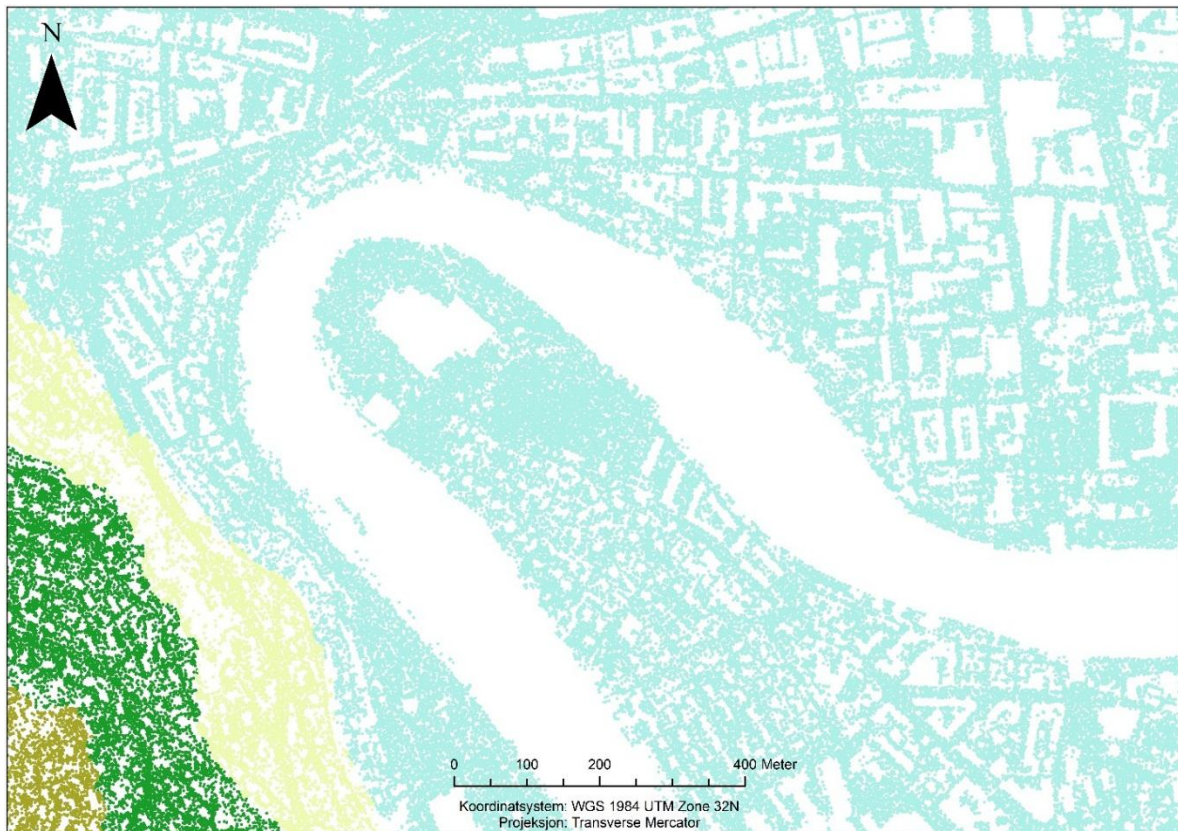 N
0 100 200 400 Meter
Koordinatsystem: WGS 1984 UTM Zone 32N
Projeksjon: Transverse Mercator